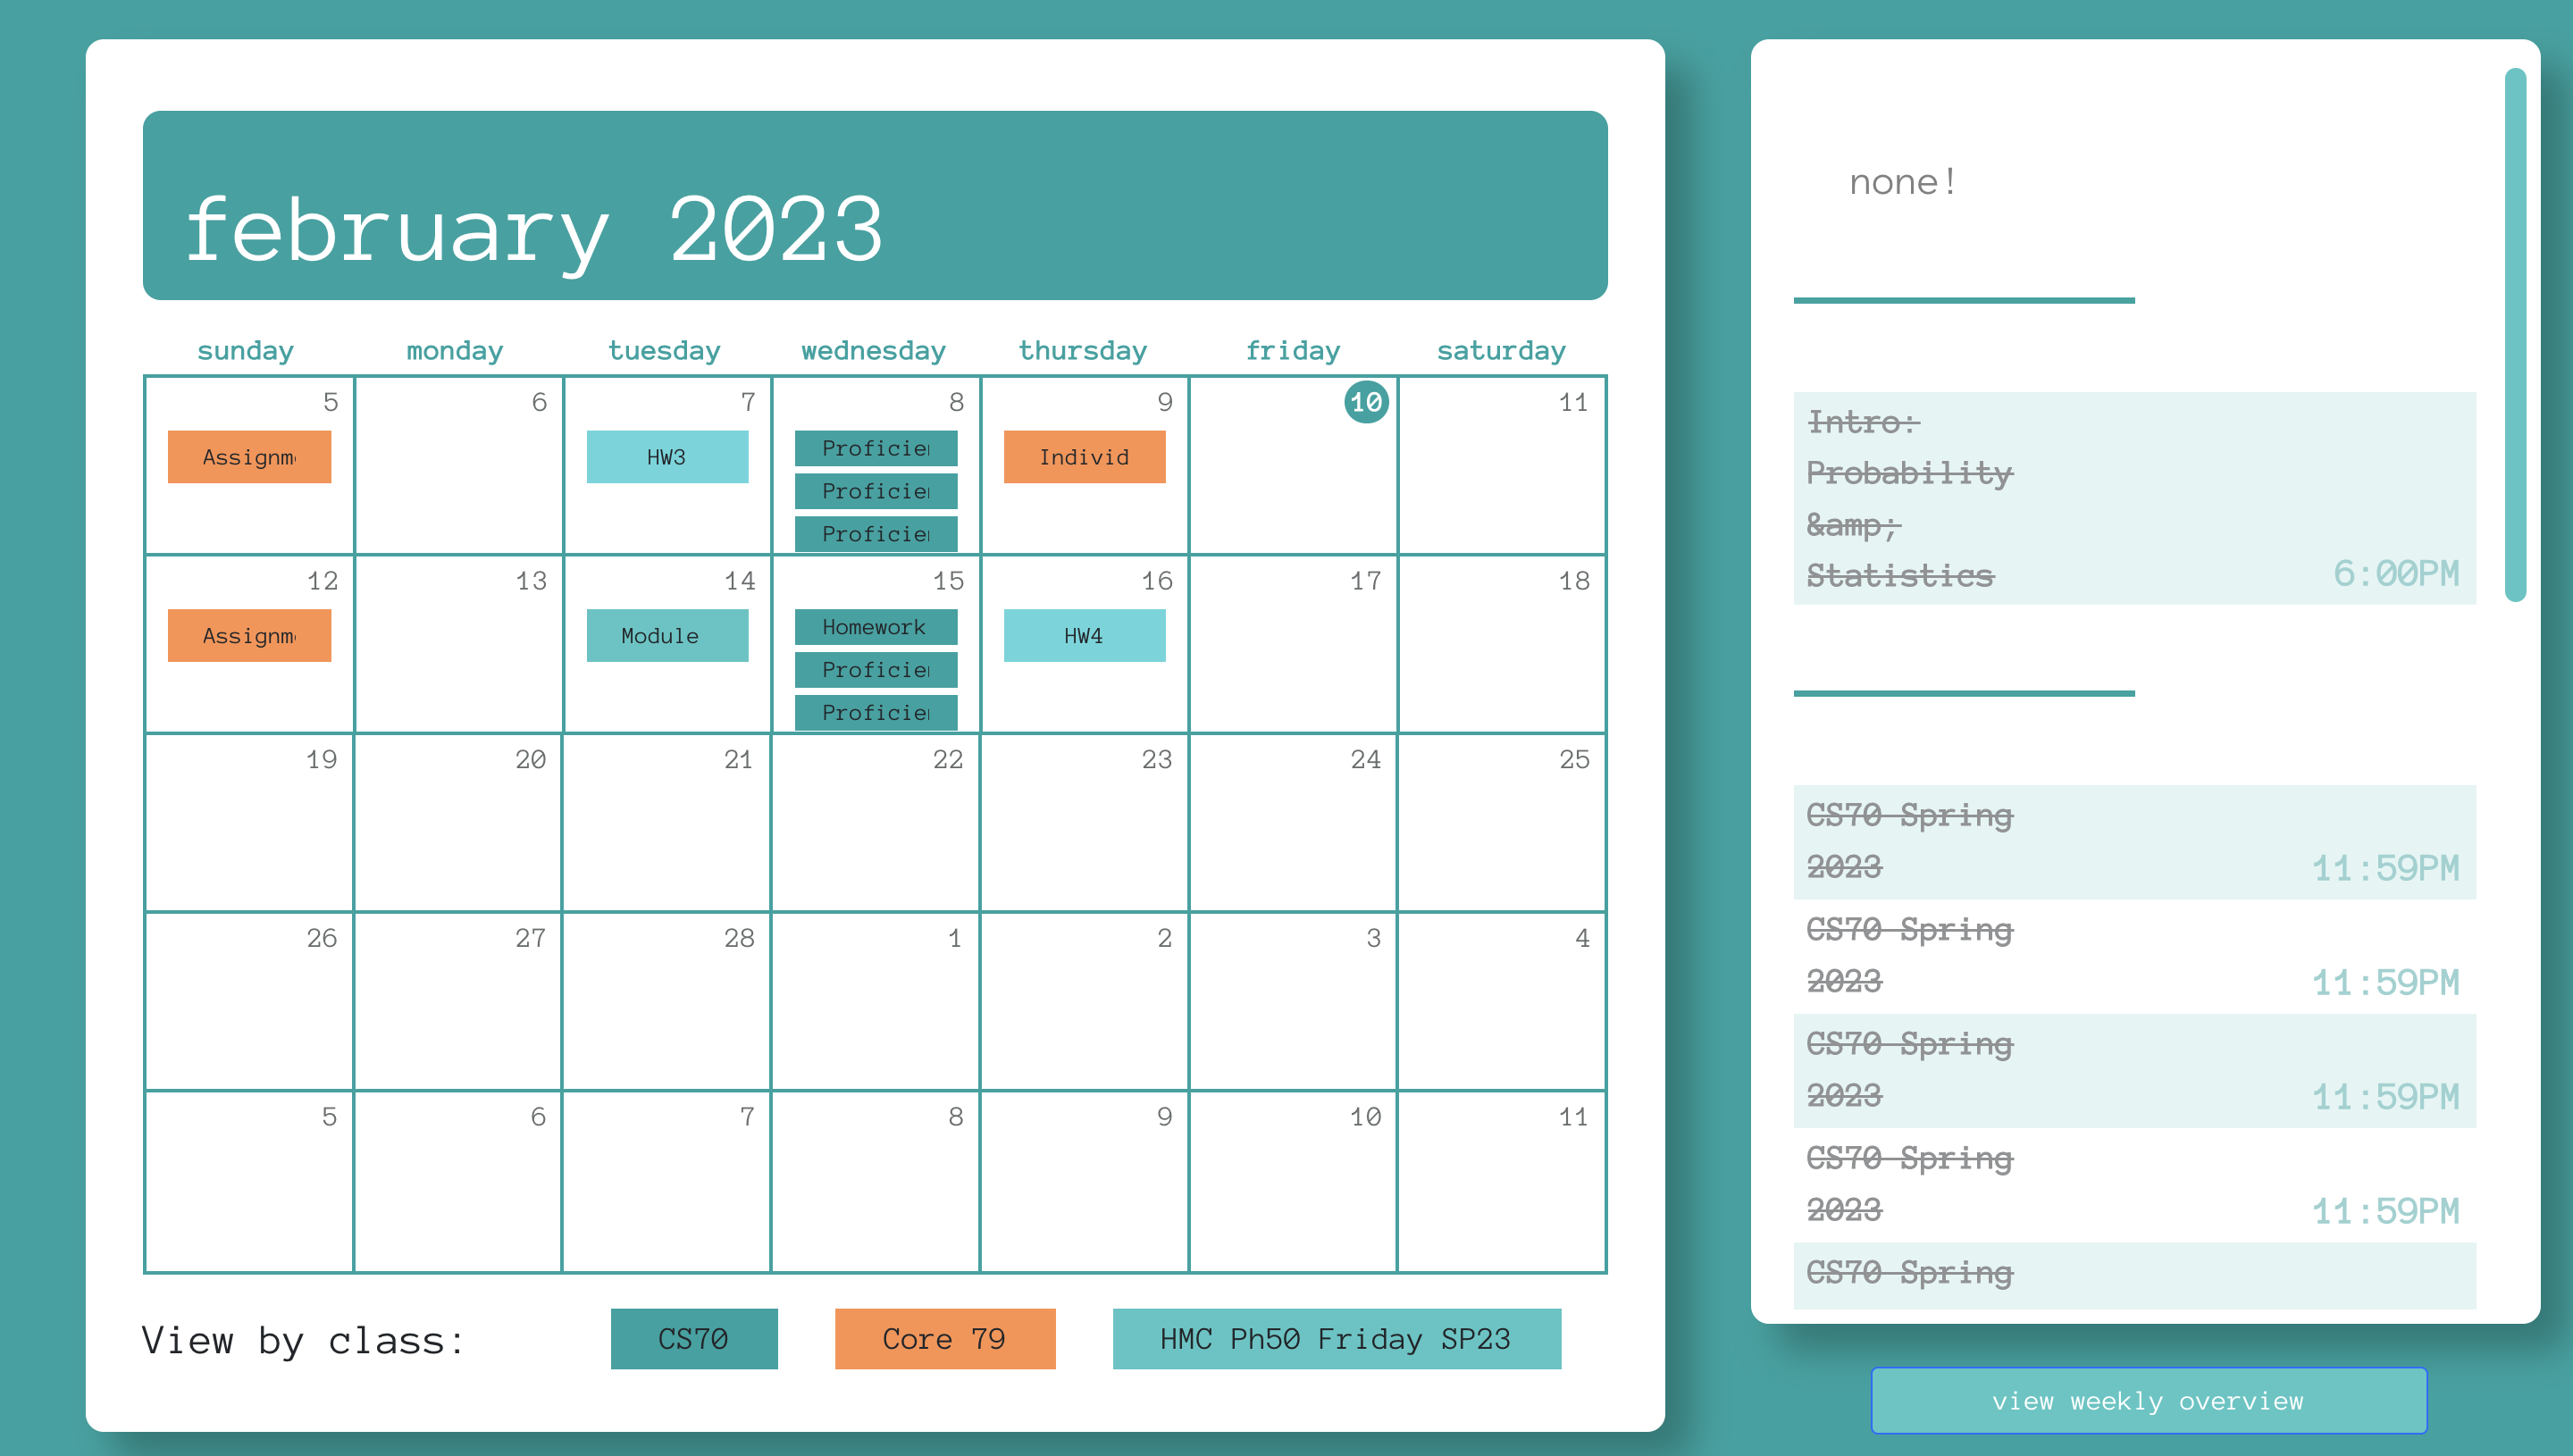 february 2023
sunday monday tuesday wednesday thursday friday saturday
5 6 7 8 9 10 11
Assignm HW3 Proficie Individ
Proficie
Proficie
12 13 14 15 16 17 18
Assignm Module Homework HW4
Proficie
Proficie
19 20 21 22 23 24 25
26 27 28 1 2 3 4
5 6 7 8 9 10 11
View by class: CS70 Core 79 HMC Ph50 Friday SP23
none!
Intro:
Probability
&amp;
Statistics 6:00PM
CS70 Spring
2023 11:59PM
CS70 Spring
2023 11:59PM
CS70 Spring
2023 11:59PM
CS70 Spring
2023 11:59PM
CS70 Spring
view weekly overview